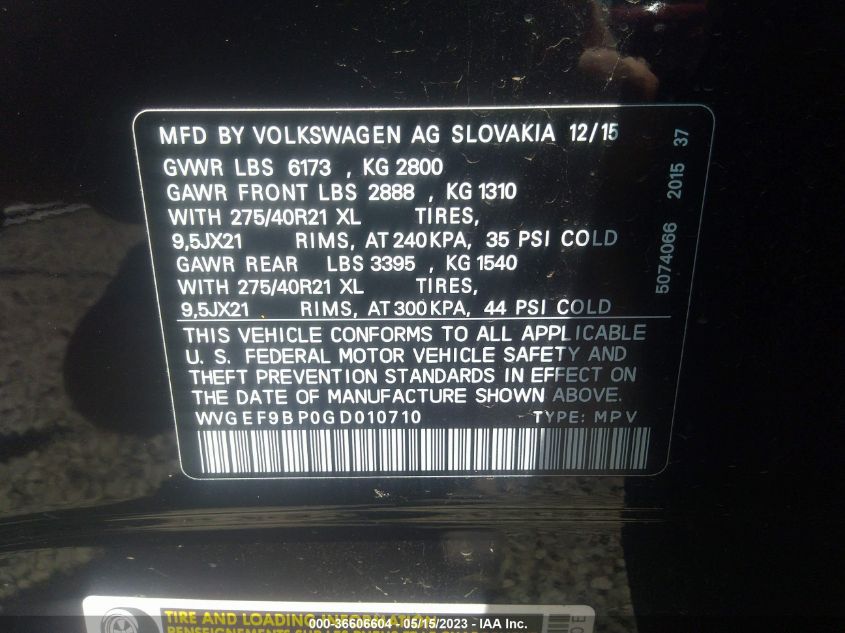 MFD BY VOLKSWAGEN AG SLOVAKIA 12/15
GVWR LBS 6173 , KG 2800
GAWR FRONT LBS 2888 , KG 1310
WITH 275/40R21 XL TIRES,
9,5JX21 RIMS, AT 240KPA, 35 PSI COLD
GAWR REAR LBS 3395 , KG 1540
WITH 275/40R21 XL TIRES,
9,5JX21 RIMS, AT 300KPA, 44 PSI COLD
THIS VEHICLE CONFORMS TO ALL APPLICABLE
U. S. FEDERAL MOTOR VEHICLE SAFETY AND
THEFT PREVENTION STANDARDS IN EFFECT ON
THE DATE OF MANUFACTURE SHOWN ABOVE.
WVGEF9BP0GD010710 TYPE: MPV
5074066 2015 37
TIRE AND LOADING INFORMATION
000-36606604 - 05/15/2023 - IAA Inc.